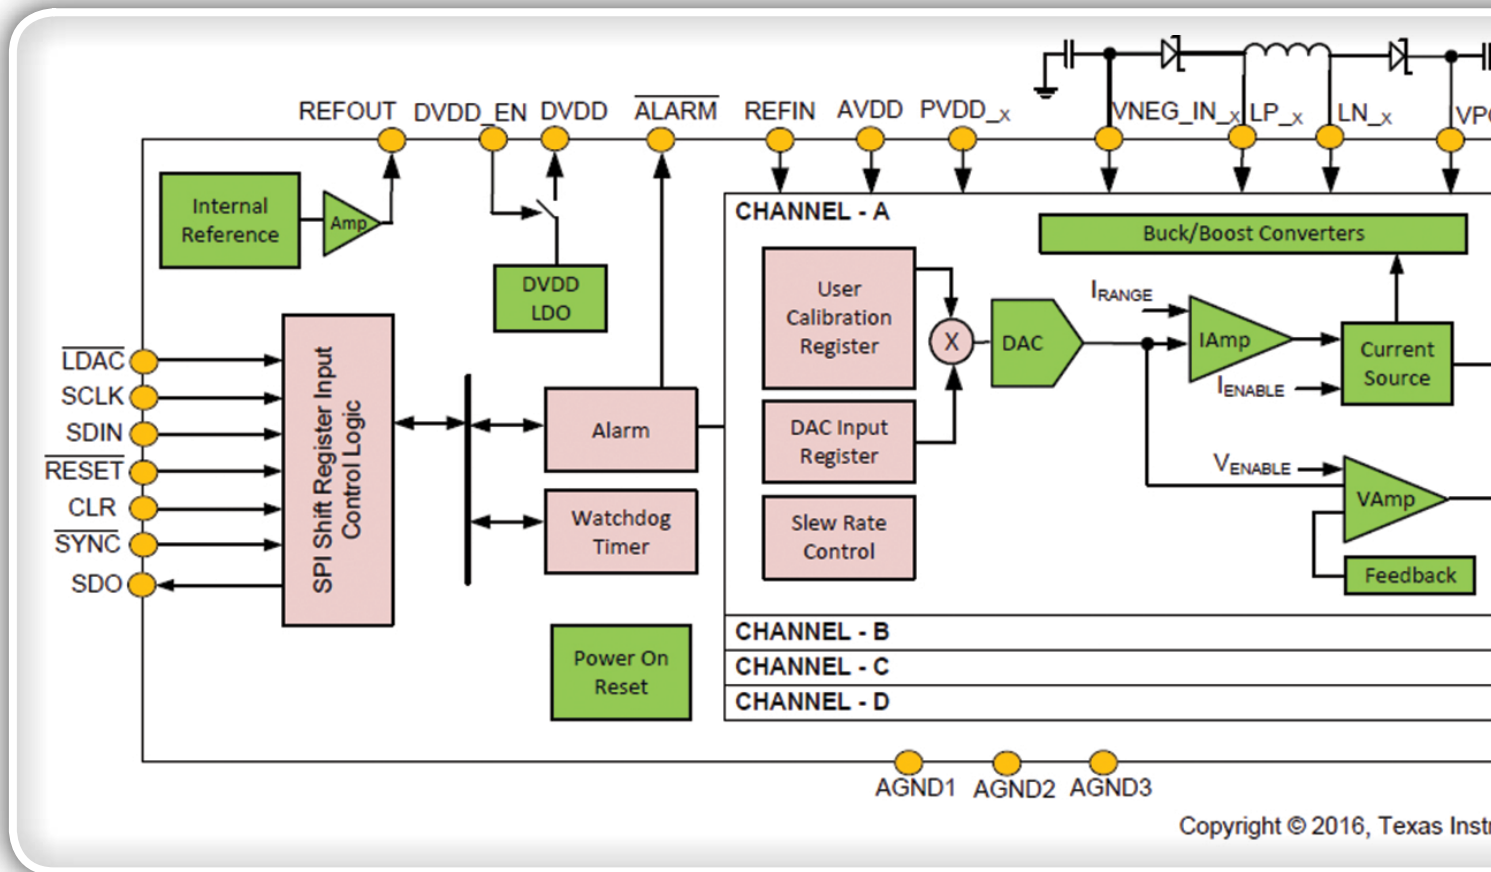 REFOUT DVDD_EN DVDD ALARM REFIN AVDD PVDD_x VNEG_IN_x LP_x LN_x
Internal
Reference
Amp
DVDD
LDO
CHANNEL - A
Buck/Boost Converters
User
Calibration
Register
X
DAC
IRANGE
IAmp
IENABLE
Current
Source
LDAC
SCLK
SDIN
RESET
CLR
SYNC
SDO
SPI Shift Register Input
Control Logic
Alarm
Watchdog
Timer
DAC Input
Register
Slew Rate
Control
VENABLE
VAmp
Feedback
Power On
Reset
CHANNEL - B
CHANNEL - C
CHANNEL - D
AGND1 AGND2 AGND3
Copyright © 2016, Texas